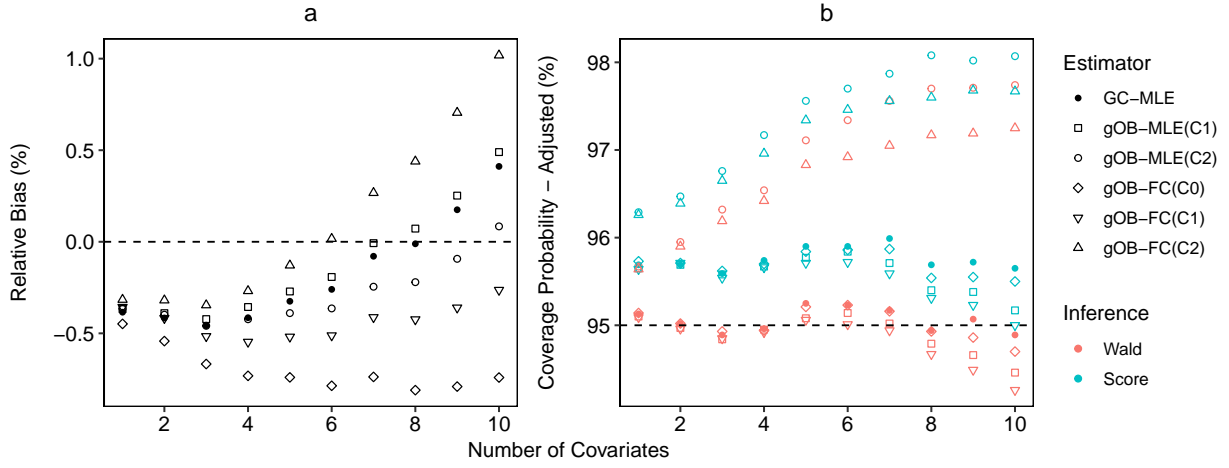 a
b
Relative Bias (%)
1.0
0.5
0.0
−0.5
2
4
6
8
10
Coverage Probability − Adjusted (%)
98
97
96
95
2
4
6
8
10
Number of Covariates
Estimator
GC−MLE
gOB−MLE(C1)
gOB−MLE(C2)
gOB−FC(C0)
gOB−FC(C1)
gOB−FC(C2)
Inference
Wald
Score